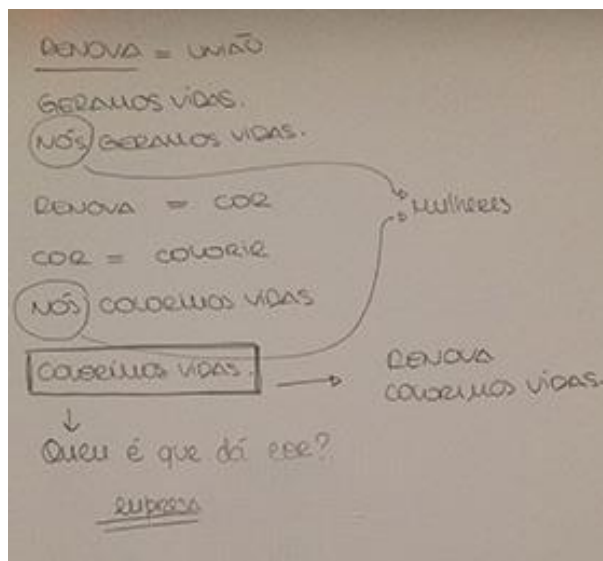 RENOVA = UNIÃO
GERAMOS VIDAS.
NÓS GERAMOS VIDAS.
RENOVA = COR
Mulheres
COR = COLORIR
NÓS COLORIMOS VIDAS
COLORIMOS VIDAS.
RENOVA
COLORIMOS VIDAS.
Quem é que dá cor?
empresa